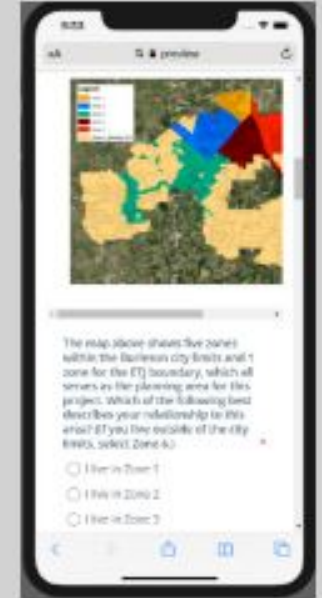 AA preview
The map above shows five zones
within the Burleson city limits and 1
zone for the ETJ boundary, which all
serves as the planning area for this
project. Which of the following best
describes your relationship to this
area? (If you live outside of the city
limits, select Zone 6.) *
I live in Zone 1
I live in Zone 2
I live in Zone 3